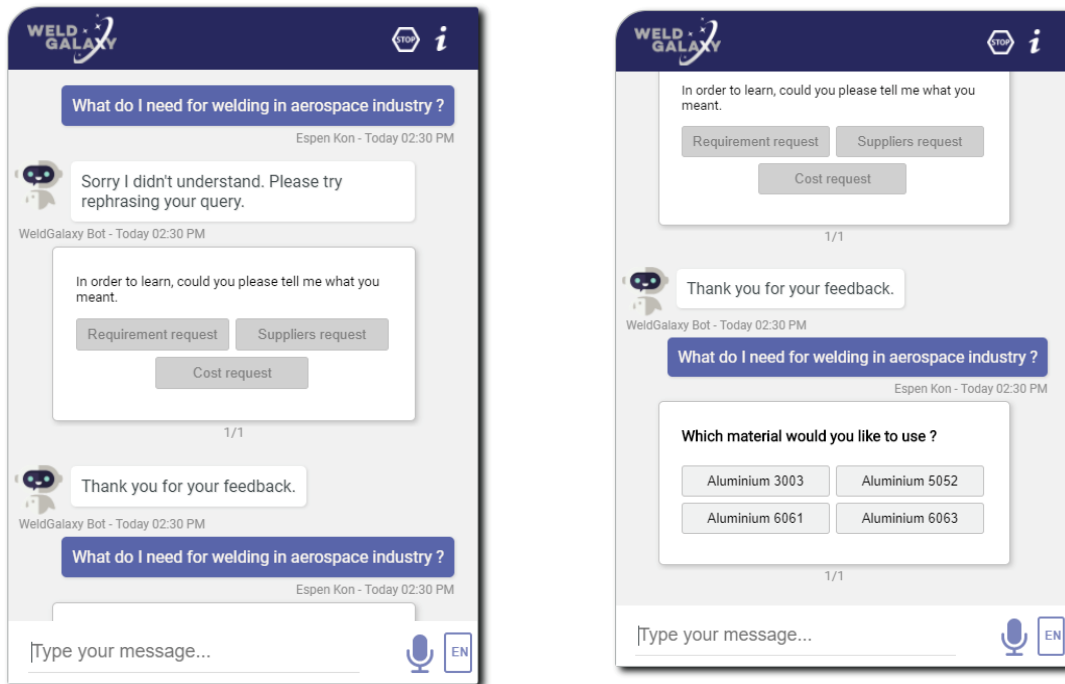 WELD
GALAXY
STOP
i
What do I need for welding in aerospace industry ?
Espen Kon - Today 02:30 PM
Sorry I didn't understand. Please try
rephrasing your query.
WeldGalaxy Bot - Today 02:30 PM
In order to learn, could you please tell me what you
meant.
Requirement request
Suppliers request
Cost request
1/1
Thank you for your feedback.
WeldGalaxy Bot - Today 02:30 PM
What do I need for welding in aerospace industry ?
Espen Kon - Today 02:30 PM
Type your message...
EN
WELD
GALAXY
STOP
i
In order to learn, could you please tell me what you
meant.
Requirement request
Suppliers request
Cost request
1/1
Thank you for your feedback.
WeldGalaxy Bot - Today 02:30 PM
What do I need for welding in aerospace industry ?
Espen Kon - Today 02:30 PM
Which material would you like to use ?
Aluminium 3003
Aluminium 5052
Aluminium 6061
Aluminium 6063
1/1
Type your message...
EN